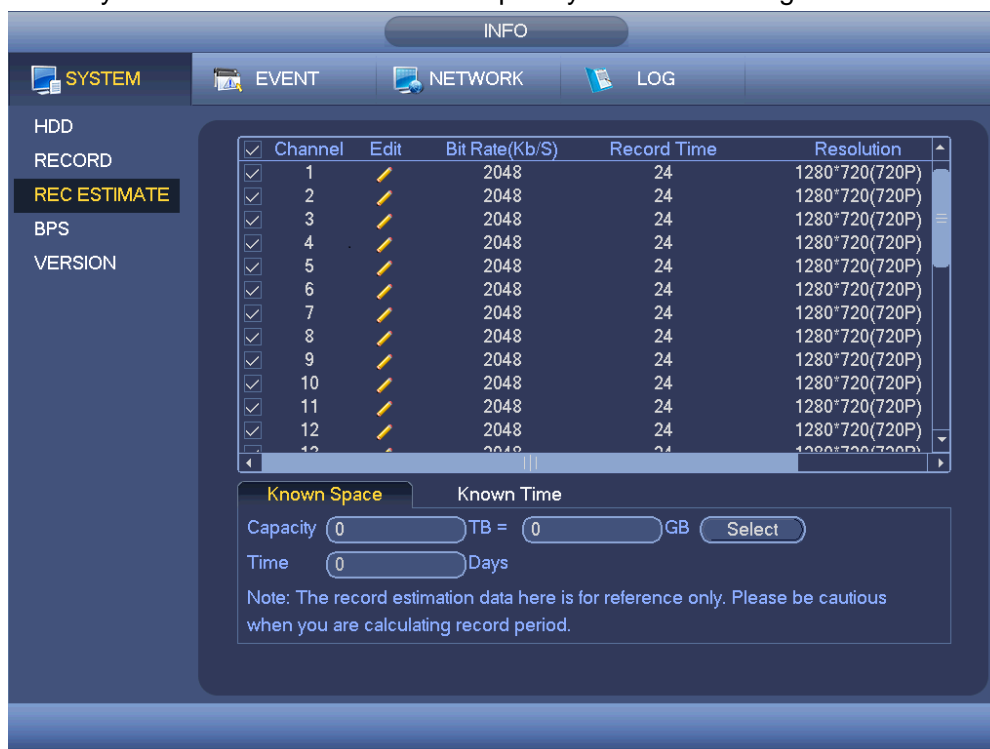 INFO
SYSTEM EVENT NETWORK LOG
HDD
RECORD
REC ESTIMATE
BPS
VERSION
Channel Edit Bit Rate(Kb/S) Record Time Resolution
1 2048 24 1280*720(720P)
2 2048 24 1280*720(720P)
3 2048 24 1280*720(720P)
4 2048 24 1280*720(720P)
5 2048 24 1280*720(720P)
6 2048 24 1280*720(720P)
7 2048 24 1280*720(720P)
8 2048 24 1280*720(720P)
9 2048 24 1280*720(720P)
10 2048 24 1280*720(720P)
11 2048 24 1280*720(720P)
12 2048 24 1280*720(720P)
13 2048 24 1280*720(720P)
Known Space Known Time
Capacity 0 TB = 0 GB Select
Time 0 Days
Note: The record estimation data here is for reference only. Please be cautious
when you are calculating record period.